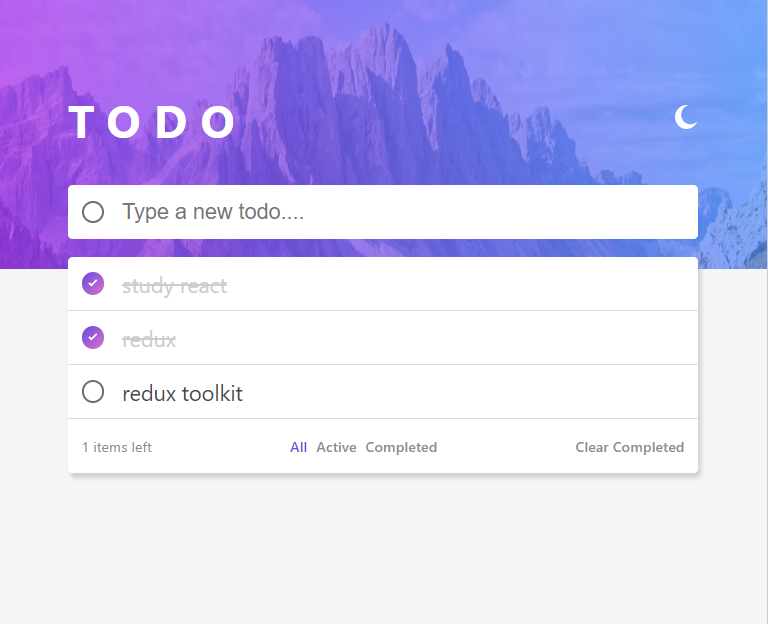 TODO
Type a new todo....
study react
redux
redux toolkit
1 items left All Active Completed Clear Completed